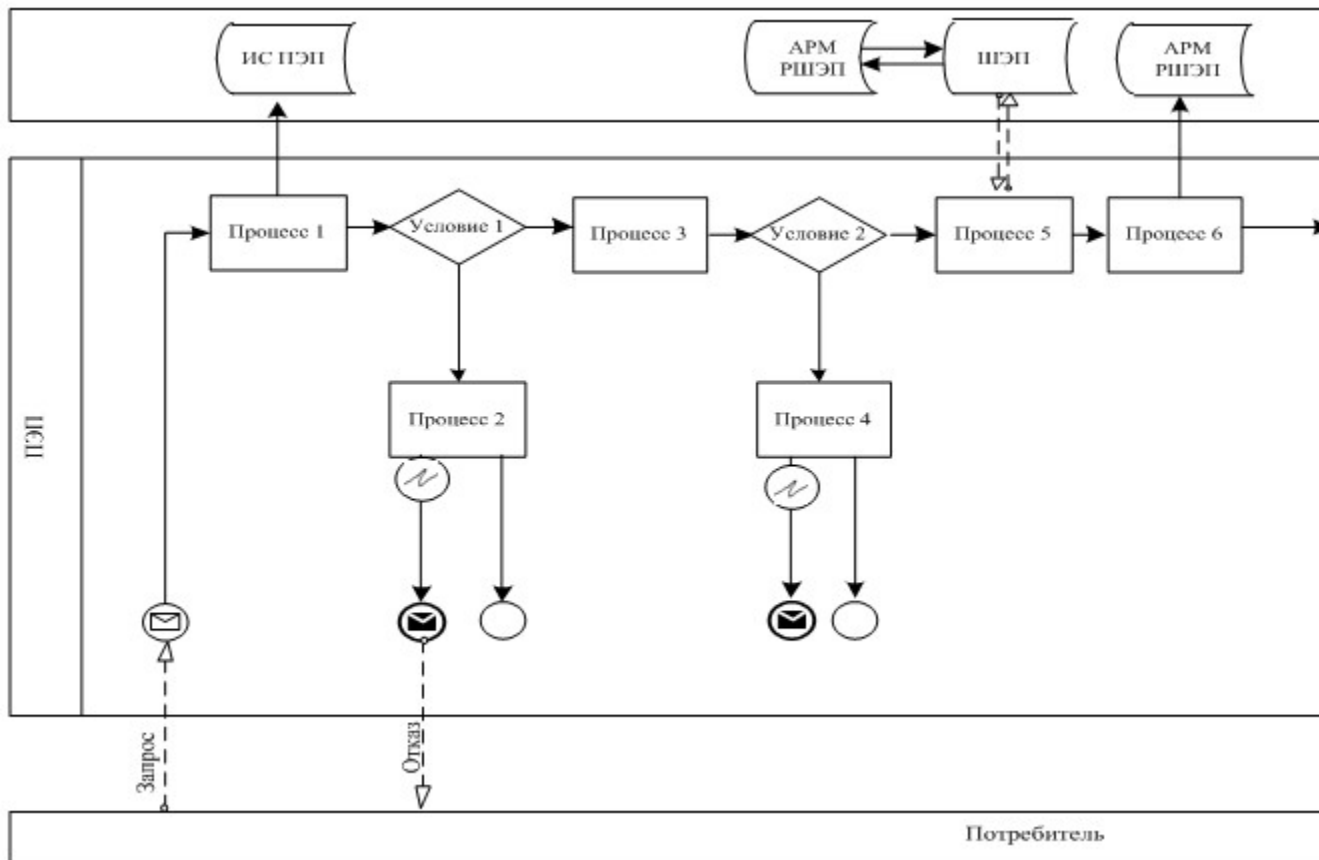 ИС ПЭП
АРМ
РШЭП
ШЭП
АРМ
РШЭП
ПЭП
Процесс 1
Условие 1
Процесс 3
Условие 2
Процесс 5
Процесс 6
Процесс 2
Процесс 4
Запрос
Отказ
Потребитель